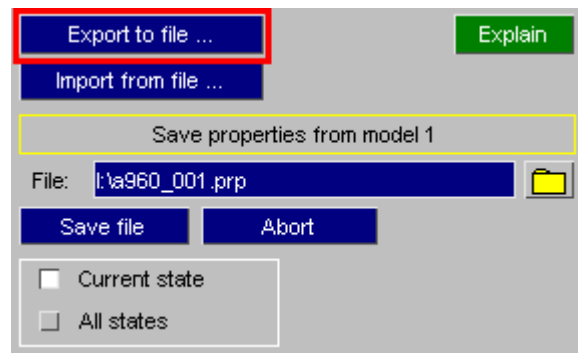 Export to file ...
Explain
Import from file ...
Save properties from model 1
File: I:\a960_001.prp
Save file
Abort
Current state
All states